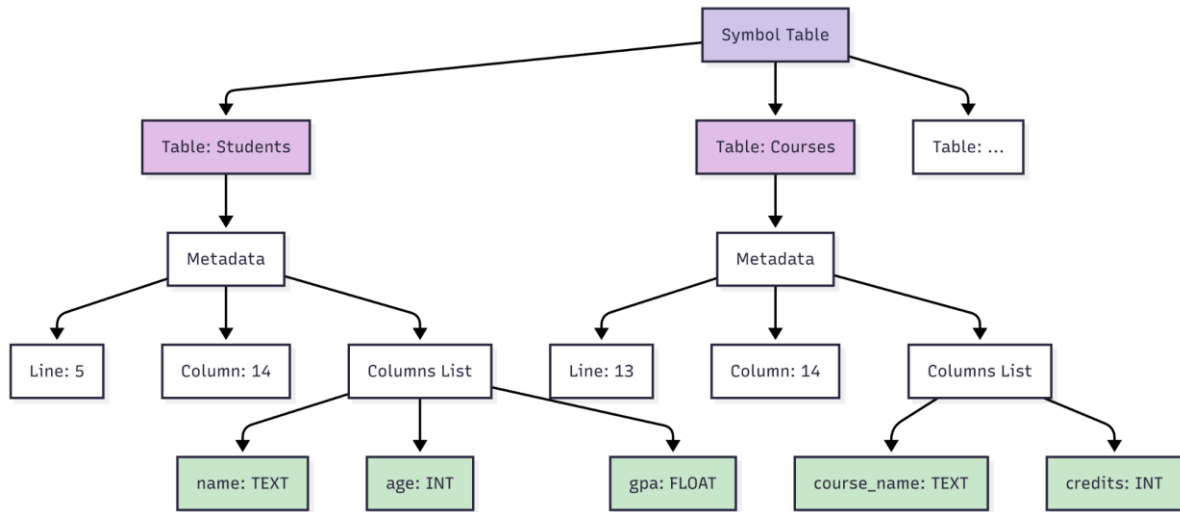 Symbol Table
Table: Students
Table: Courses
Table: ...
Metadata
Metadata
Line: 5
Column: 14
Columns List
Line: 13
Column: 14
Columns List
name: TEXT
age: INT
gpa: FLOAT
course_name: TEXT
credits: INT